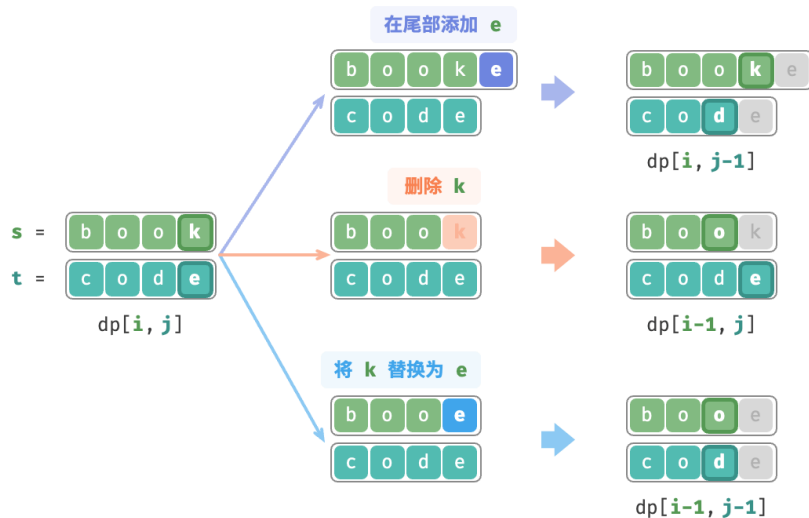 在尾部添加 e
b o o k e
c o d e
b o o k e
c o d e
dp[i, j-1]
删除 k
s = b o o k
t = c o d e
dp[i, j]
b o o k
c o d e
b o o k
c o d e
dp[i-1, j]
将 k 替换为 e
b o o e
c o d e
b o o e
c o d e
dp[i-1, j-1]